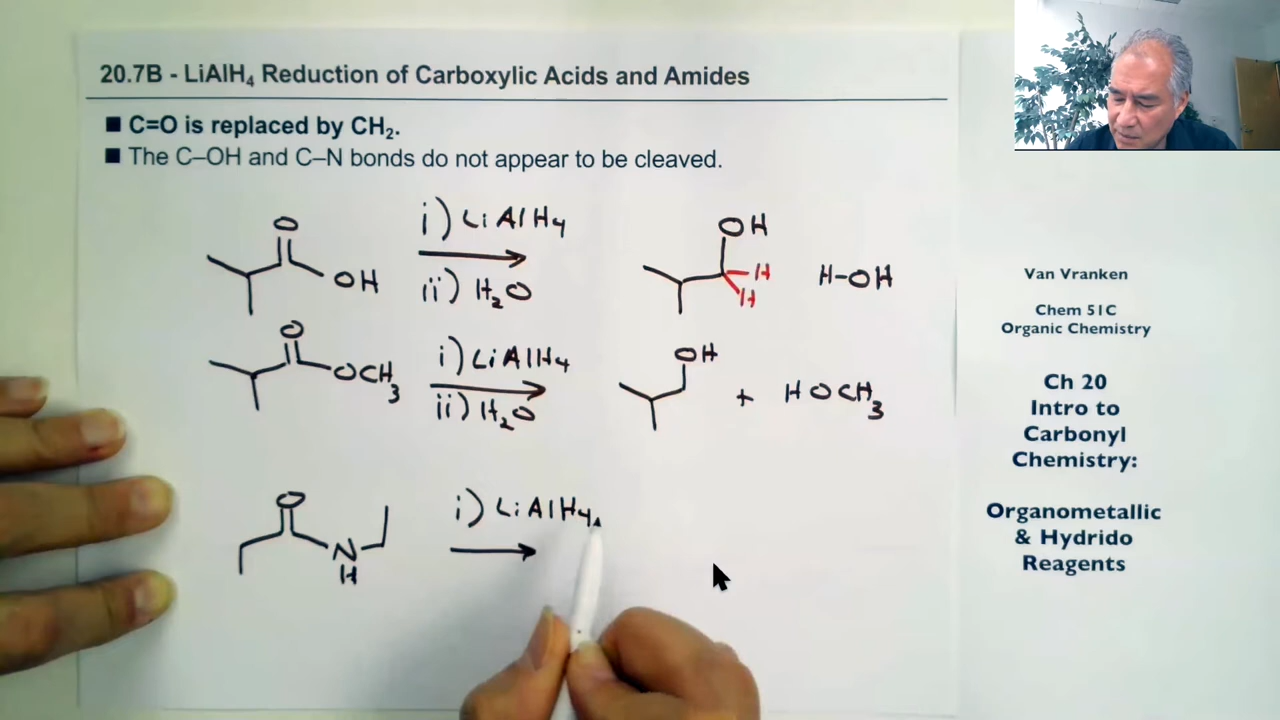 20.7B - LiAlH₄ Reduction of Carboxylic Acids and Amides
■ C=O is replaced by CH₂.
■ The C–OH and C–N bonds do not appear to be cleaved.
O
OH
i) LiAlH₄
ii) H₂O
OH
H
H
H-OH
O
OCH₃
i) LiAlH₄
ii) H₂O
OH
+ HOCH₃
O
N
H
i) LiAlH₄
Van Vranken
Chem 51C
Organic Chemistry
Ch 20
Intro to
Carbonyl
Chemistry:
Organometallic
& Hydrido
Reagents